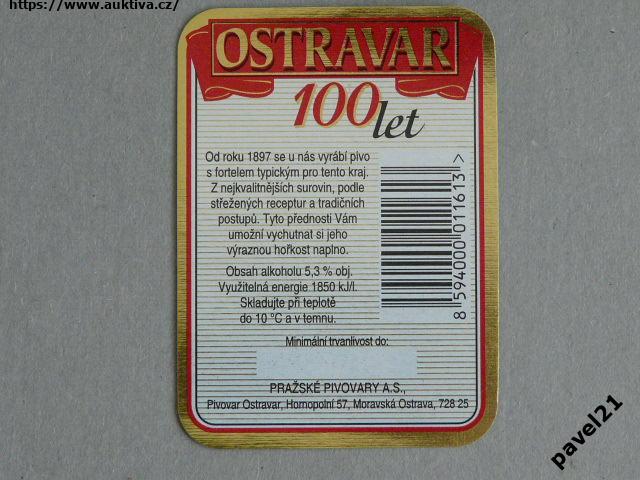 https://www.auktiva.cz/
OSTRAVAR
100 let
Od roku 1897 se u nás vyrábí pivo
s fortelem typickým pro tento kraj.
Z nejkvalitnějších surovin, podle
střežených receptur a tradičních
postupů. Tyto přednosti Vám
umožní vychutnat si jeho
výraznou hořkost naplno.
Obsah alkoholu 5,3 % obj.
Využitelná energie 1850 kJ/l.
Skladujte při teplotě
do 10 °C a v temnu.
8 594000 011613 >
Minimální trvanlivost do:
PRAŽSKÉ PIVOVARY A.S.,
Pivovar Ostravar, Hornopolní 57, Moravská Ostrava, 728 25
pavel21